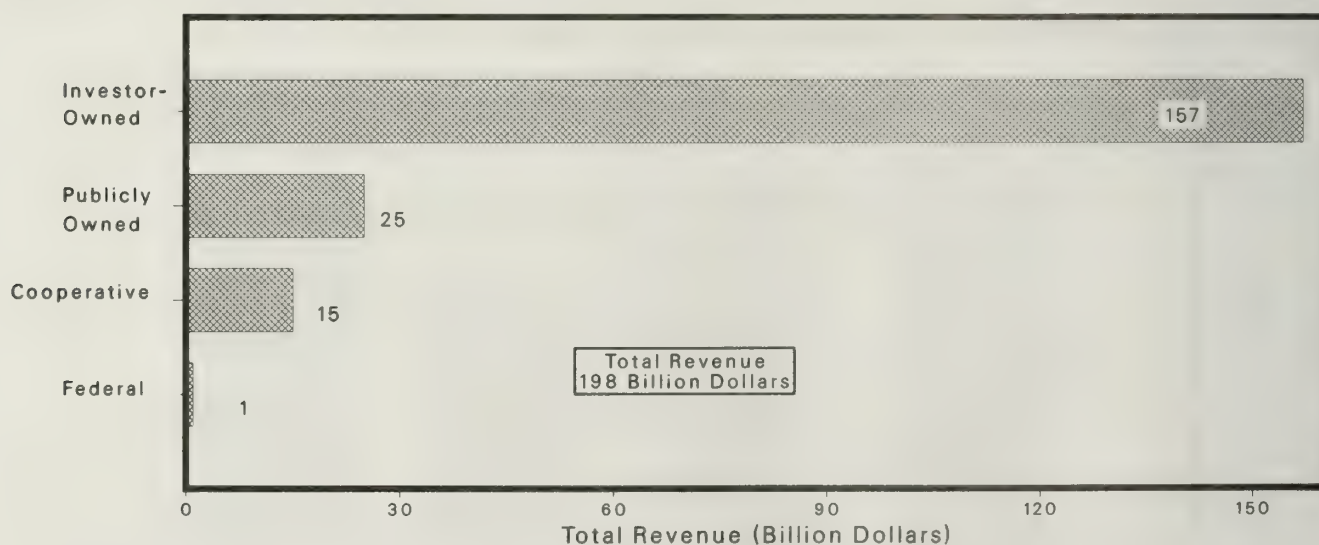 Investor-
Owned
157
Publicly
Owned
25
Cooperative
15
Total Revenue
198 Billion Dollars
Federal
1
0 30 60 90 120 150
Total Revenue (Billion Dollars)